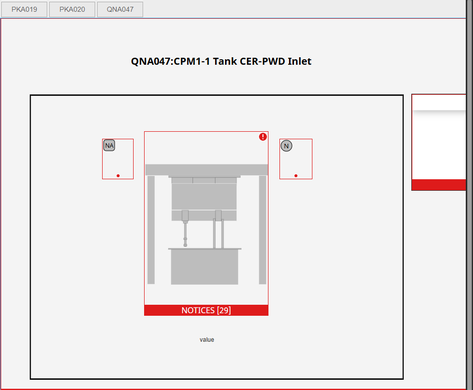 PKA019 PKA020 QNA047
QNA047:CPM1-1 Tank CER-PWD Inlet
NA
!
N
NOTICES [29]
value